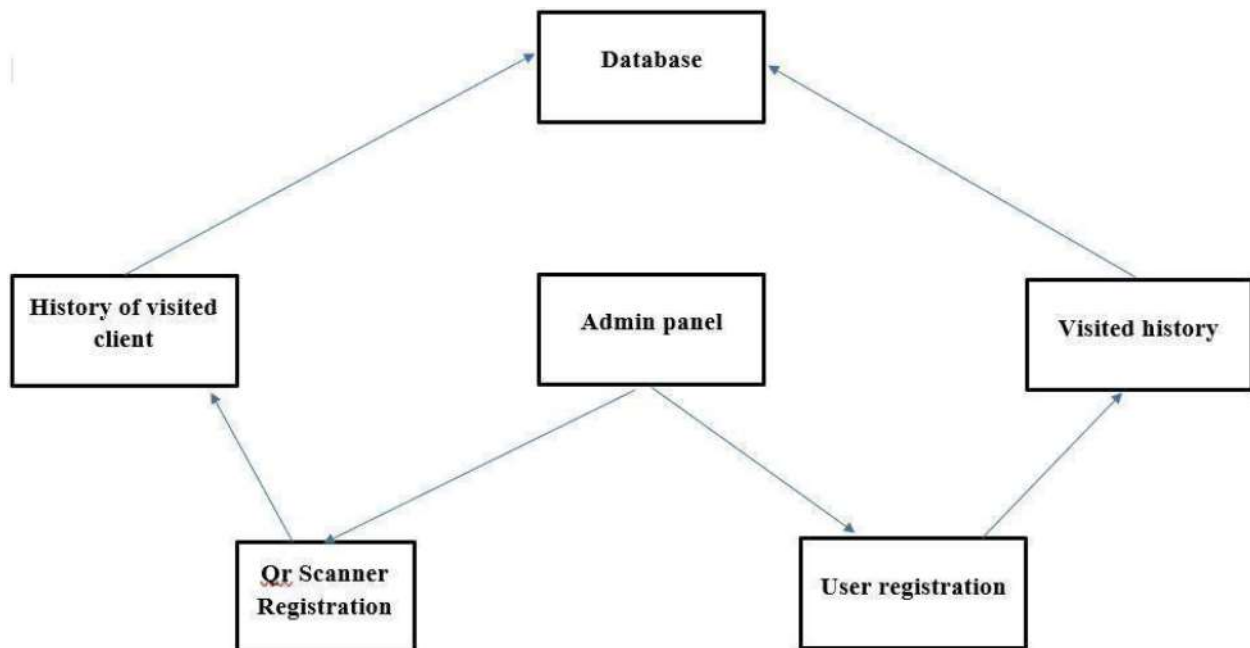 Database
History of visited
client
Admin panel
Visited history
Qr Scanner
Registration
User registration